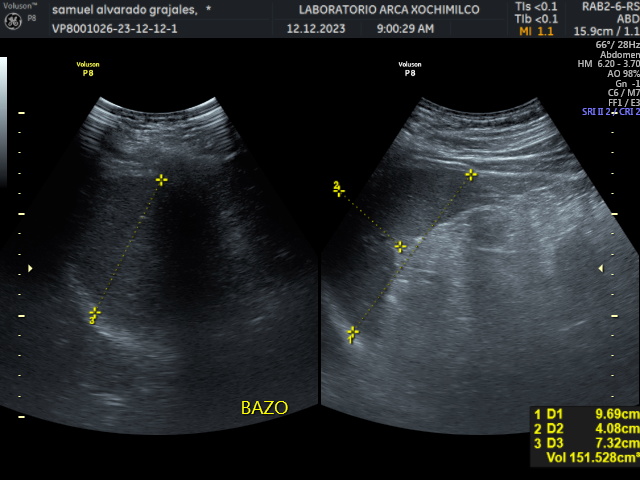 Voluson™
P8
samuel alvarado grajales, *
VP8001026-23-12-12-1
LABORATORIO ARCA XOCHIMILCO
12.12.2023 9:00:29 AM
TIs <0.1
TIb <0.1
MI 1.1
RAB2-6-RS
ABD
15.9cm / 1.1
66°/ 28Hz
Abdomen
HM 6.20 - 3.70
AO 98%
Gn -1
C6 / M7
FF1 / E3
SRI II 2 / CRI 2
Voluson
P8
Voluson
P8
2
3
1
BAZO
1 D1 9.69cm
2 D2 4.08cm
3 D3 7.32cm
Vol 151.528cm³